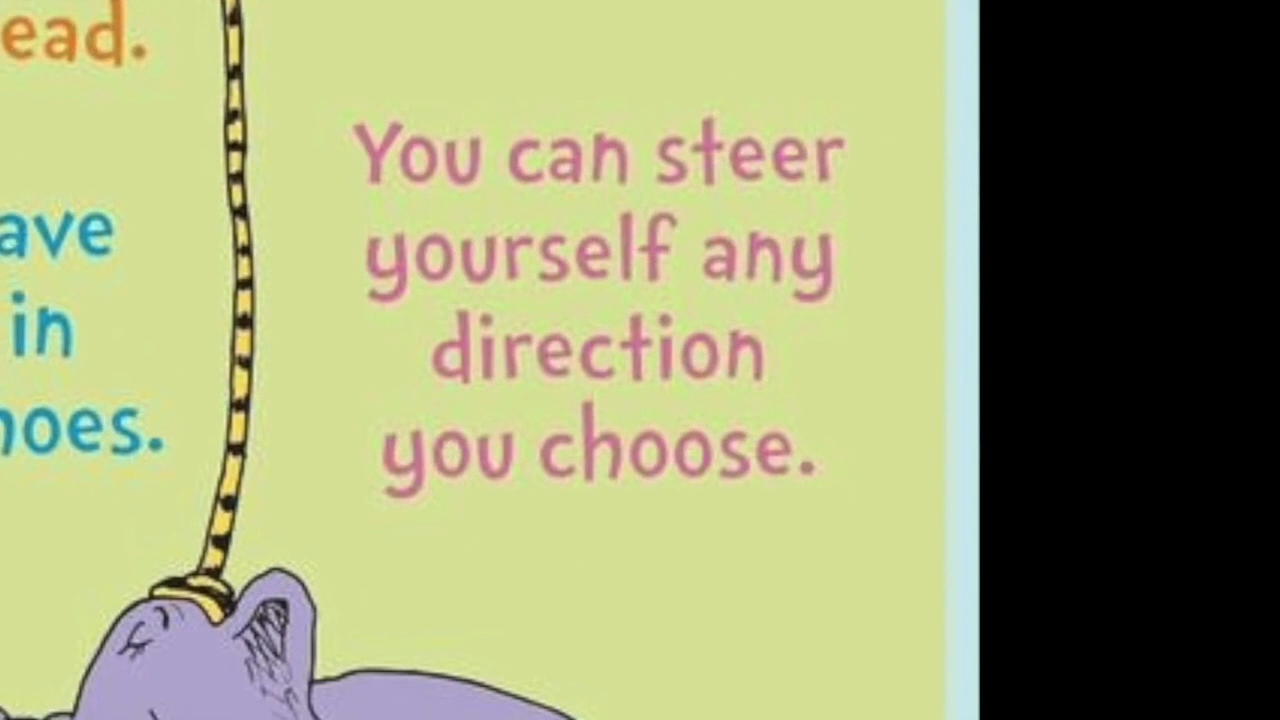 ead.
ave
in
hoes.
You can steer
yourself any
direction
you choose.